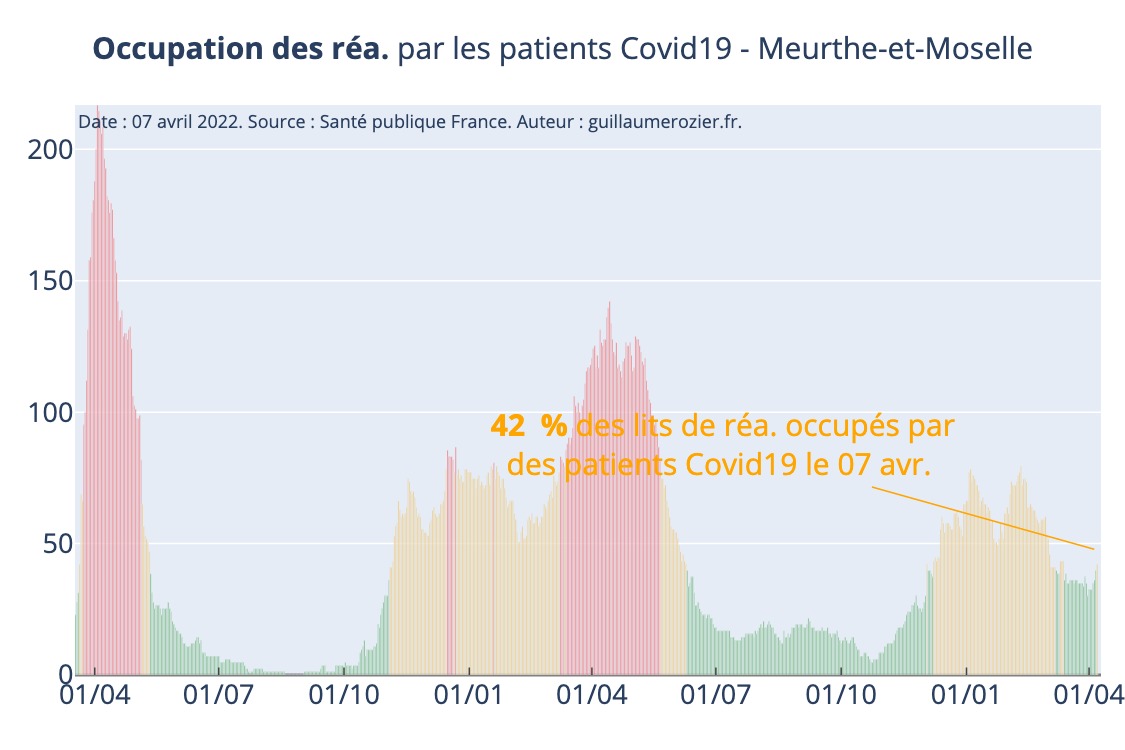 Occupation des réa. par les patients Covid19 - Meurthe-et-Moselle
Date : 07 avril 2022. Source : Santé publique France. Auteur : guillaumerozier.fr.
200
150
100
50
0
42 % des lits de réa. occupés par
des patients Covid19 le 07 avr.
01/04 01/07 01/10 01/01 01/04 01/07 01/10 01/01 01/04